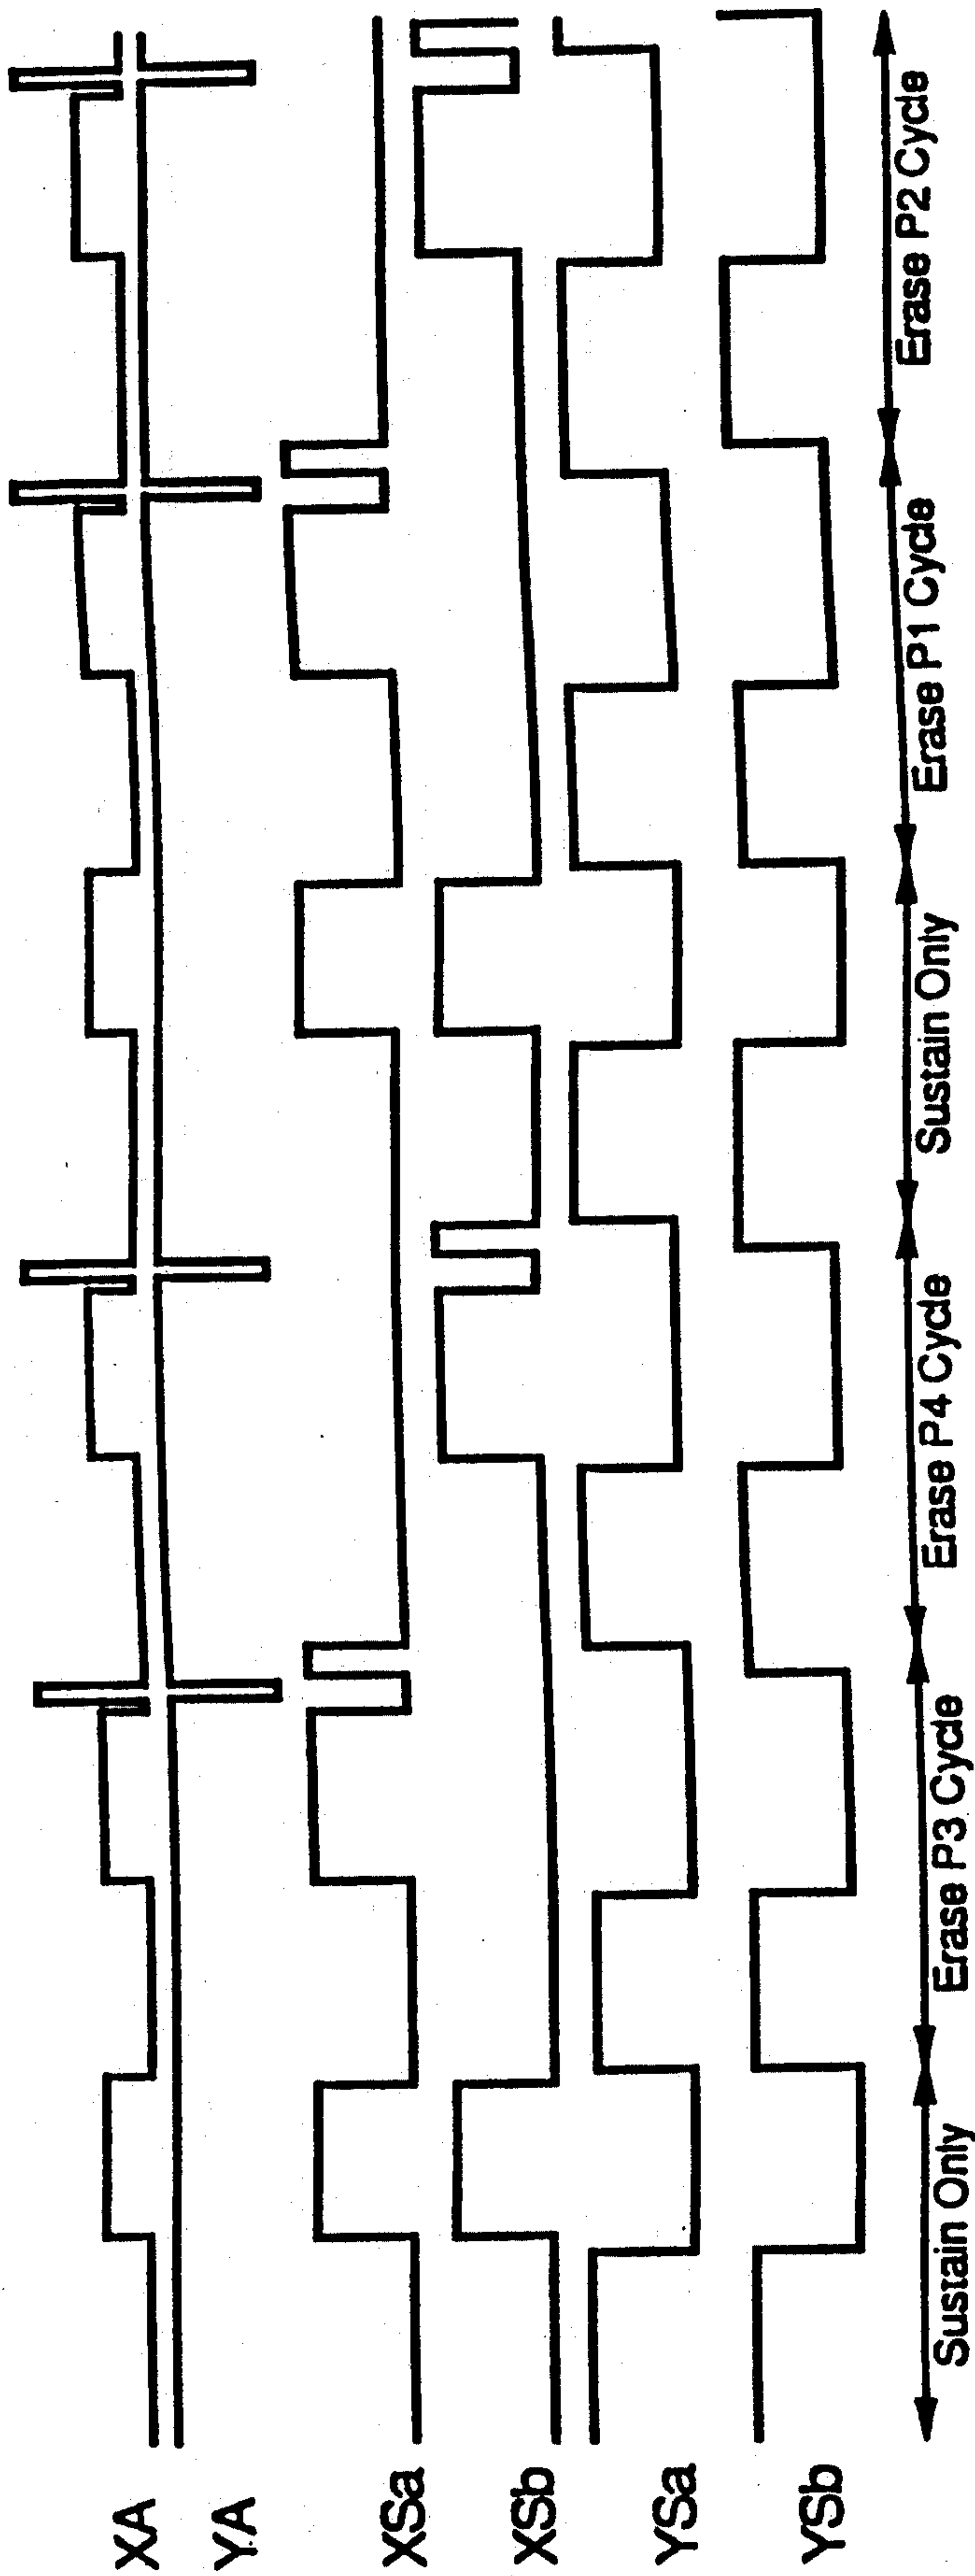 XA
YA
XSa
XSb
YSa
YSb
Sustain Only
Erase P3 Cycle
Erase P4 Cycle
Sustain Only
Erase P1 Cycle
Erase P2 Cycle